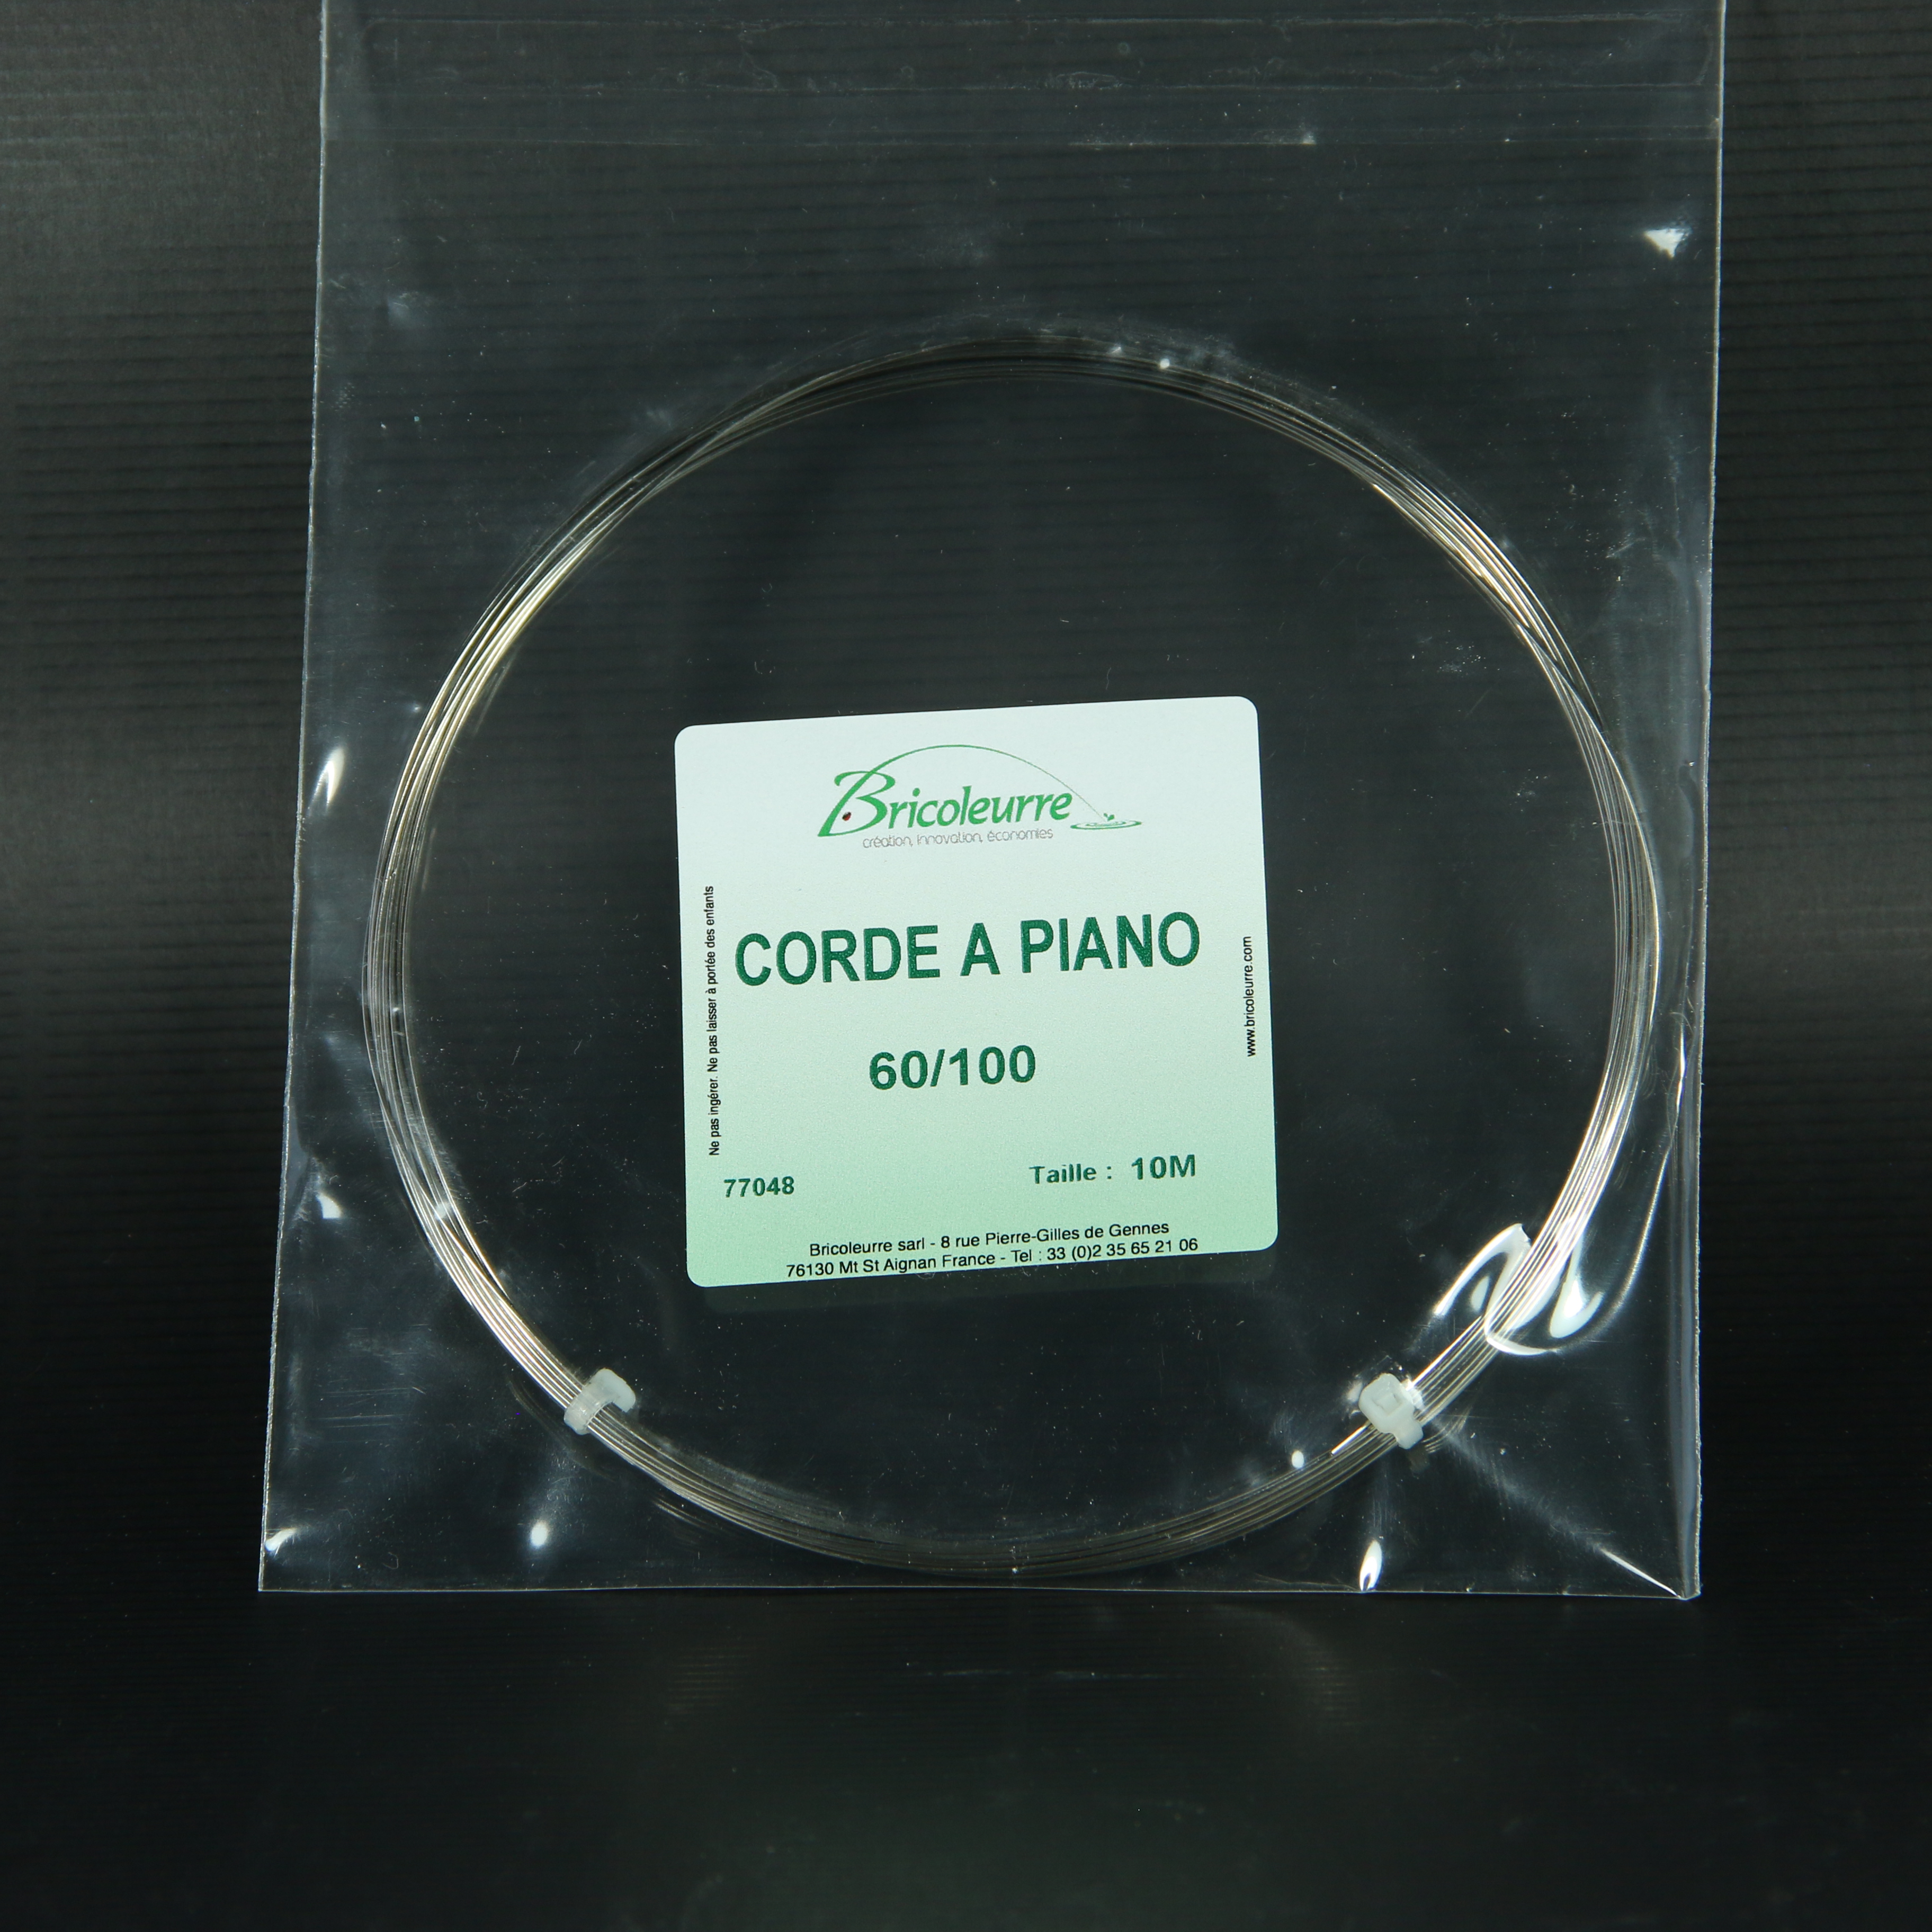 Bricoleurre
création, innovation, économies
CORDE A PIANO
60/100
77048
Taille : 10M
Bricoleurre sarl - 8 rue Pierre-Gilles de Gennes
76130 Mt St Aignan France - Tel : 33 (0)2 35 65 21 06
Ne pas ingérer. Ne pas laisser à portée des enfants
www.bricoleurre.com